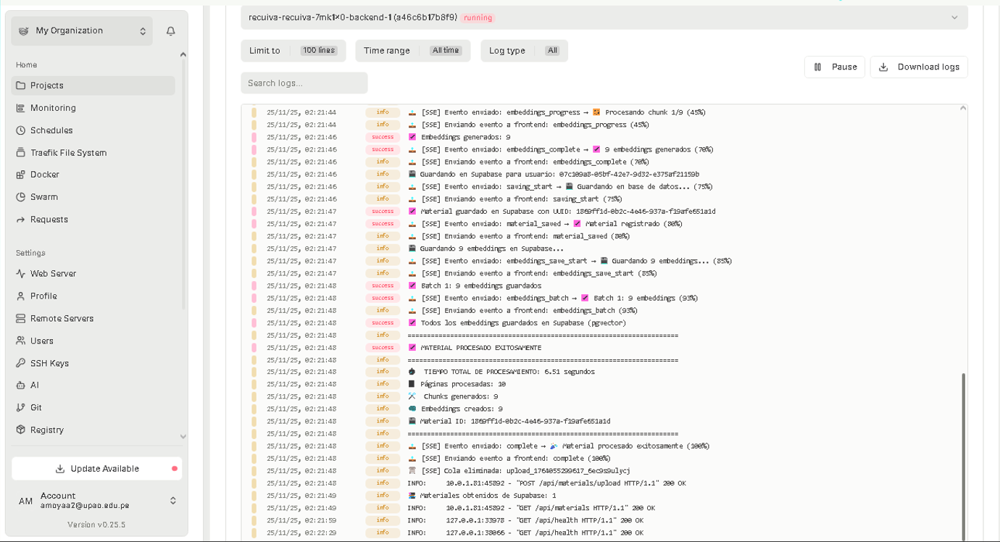 My Organization
Home
Projects
Monitoring
Schedules
Traefik File System
Docker
Swarm
Requests
Settings
Web Server
Profile
Remote Servers
Users
SSH Keys
AI
Git
Registry
Update Available
AM
Account
amoyaa2@upao.edu.pe
Version v0.25.5
recuiva-recuiva-7mk1x0-backend-1 (a46c6b17b8f9) running
Limit to 100 lines Time range All time Log type All
Pause Download logs
Search logs...
25/11/25, 02:21:44 info [SSE] Evento enviado: embeddings_progress → Procesando chunk 1/9 (45%)
25/11/25, 02:21:44 info [SSE] Enviando evento a frontend: embeddings_progress (45%)
25/11/25, 02:21:46 success Embeddings generados: 9
25/11/25, 02:21:46 success [SSE] Evento enviado: embeddings_complete → 9 embeddings generados (70%)
25/11/25, 02:21:46 info [SSE] Enviando evento a frontend: embeddings_complete (70%)
25/11/25, 02:21:46 info Guardando en Supabase para usuario: 07c109a8-05bf-42e7-9d32-e375af21159b
25/11/25, 02:21:46 info [SSE] Evento enviado: saving_start → Guardando en base de datos... (75%)
25/11/25, 02:21:46 info [SSE] Enviando evento a frontend: saving_start (75%)
25/11/25, 02:21:47 success Material guardado en Supabase con UUID: 1869ff1d-0b2c-4e46-937a-f19afe651a1d
25/11/25, 02:21:47 success [SSE] Evento enviado: material_saved → Material registrado (80%)
25/11/25, 02:21:47 info [SSE] Enviando evento a frontend: material_saved (80%)
25/11/25, 02:21:47 info Guardando 9 embeddings en Supabase...
25/11/25, 02:21:47 info [SSE] Evento enviado: embeddings_save_start → Guardando 9 embeddings... (85%)
25/11/25, 02:21:47 info [SSE] Enviando evento a frontend: embeddings_save_start (85%)
25/11/25, 02:21:48 success Batch 1: 9 embeddings guardados
25/11/25, 02:21:48 success [SSE] Evento enviado: embeddings_batch → Batch 1: 9 embeddings (93%)
25/11/25, 02:21:48 info [SSE] Enviando evento a frontend: embeddings_batch (93%)
25/11/25, 02:21:48 success Todos los embeddings guardados en Supabase (pgvector)
25/11/25, 02:21:48 info ======================================================================
25/11/25, 02:21:48 success MATERIAL PROCESADO EXITOSAMENTE
25/11/25, 02:21:48 info ======================================================================
25/11/25, 02:21:48 info TIEMPO TOTAL DE PROCESAMIENTO: 6.51 segundos
25/11/25, 02:21:48 info Páginas procesadas: 10
25/11/25, 02:21:48 info Chunks generados: 9
25/11/25, 02:21:48 info Embeddings creados: 9
25/11/25, 02:21:48 info Material ID: 1869ff1d-0b2c-4e46-937a-f19afe651a1d
25/11/25, 02:21:48 info ======================================================================
25/11/25, 02:21:48 info [SSE] Evento enviado: complete → Material procesado exitosamente (100%)
25/11/25, 02:21:48 info [SSE] Enviando evento a frontend: complete (100%)
25/11/25, 02:21:48 info [SSE] Cola eliminada: upload_1764055299617_6ec9s9ulycj
25/11/25, 02:21:48 info INFO: 10.0.1.81:45892 - "POST /api/materials/upload HTTP/1.1" 200 OK
25/11/25, 02:21:49 info Materiales obtenidos de Supabase: 1
25/11/25, 02:21:49 info INFO: 10.0.1.81:45892 - "GET /api/materials HTTP/1.1" 200 OK
25/11/25, 02:21:59 info INFO: 127.0.0.1:33978 - "GET /api/health HTTP/1.1" 200 OK
25/11/25, 02:22:29 info INFO: 127.0.0.1:38066 - "GET /api/health HTTP/1.1" 200 OK